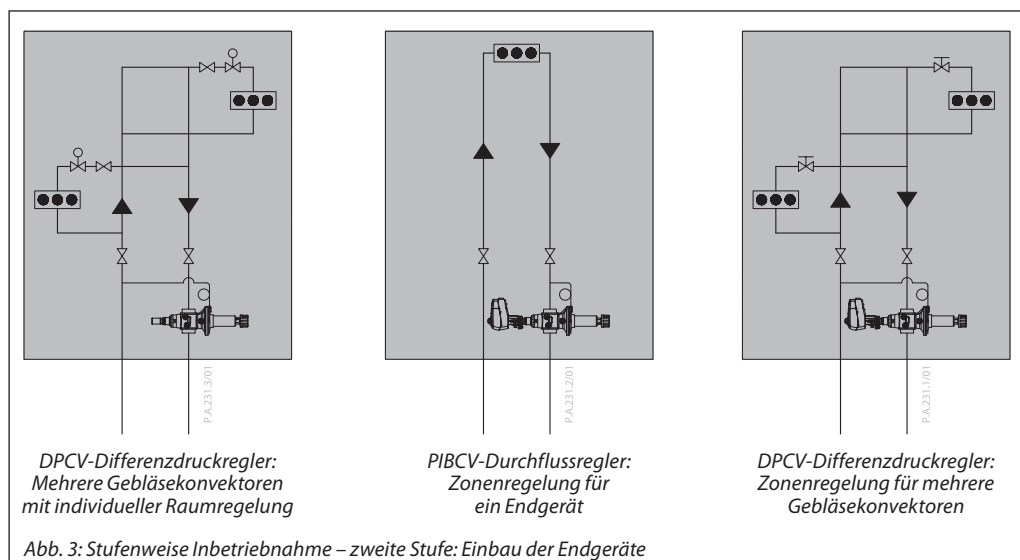 P.A.231.3/01
P.A.231.2/01
P.A.231.1/01
DPCV-Differenzdruckregler:
Mehrere Gebläsekonvektoren
mit individueller Raumregelung
PIBCV-Durchflussregler:
Zonenregelung für
ein Endgerät
DPCV-Differenzdruckregler:
Zonenregelung für mehrere
Gebläsekonvektoren
Abb. 3: Stufenweise Inbetriebnahme – zweite Stufe: Einbau der Endgeräte